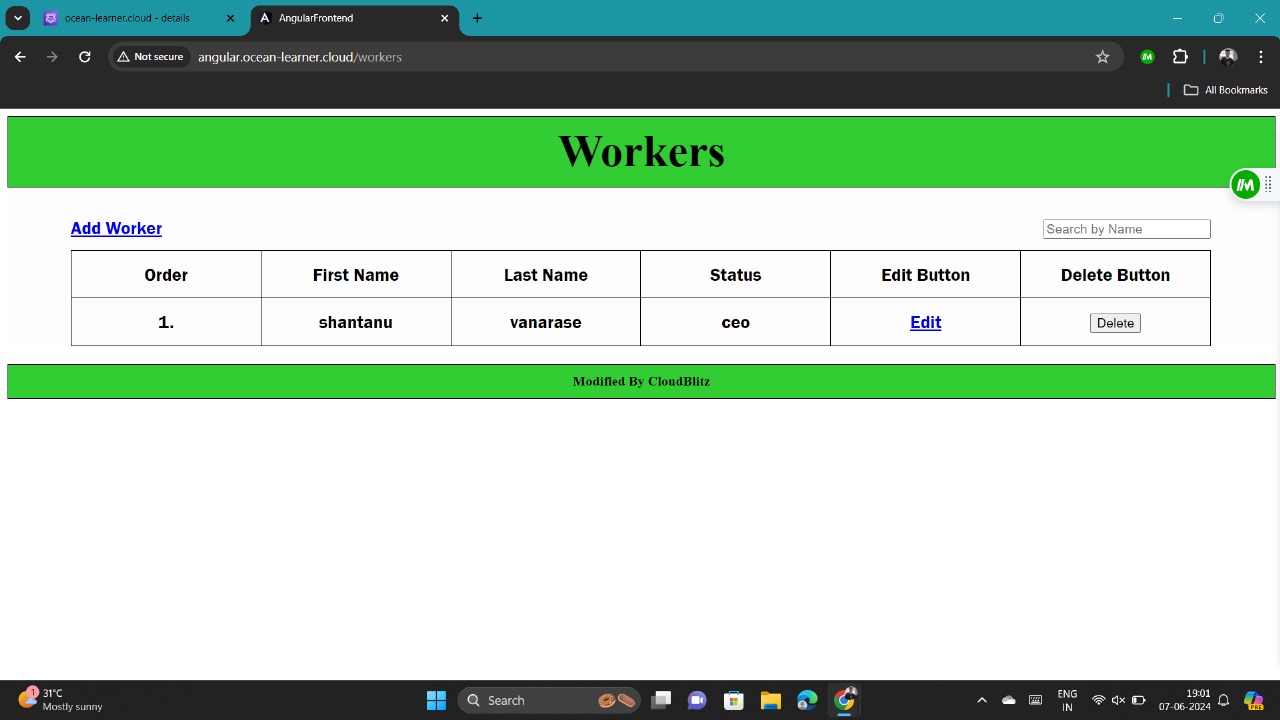 ocean-learner.cloud - details
AngularFrontend
Not secure
angular.ocean-learner.cloud/workers
All Bookmarks
Workers
Add Worker
Search by Name
Order First Name Last Name Status Edit Button Delete Button
1. shantanu vanarase ceo Edit Delete
Modified By CloudBlitz
1
31°C
Mostly sunny
Search
ENG
IN
19:01
07-06-2024
PRE